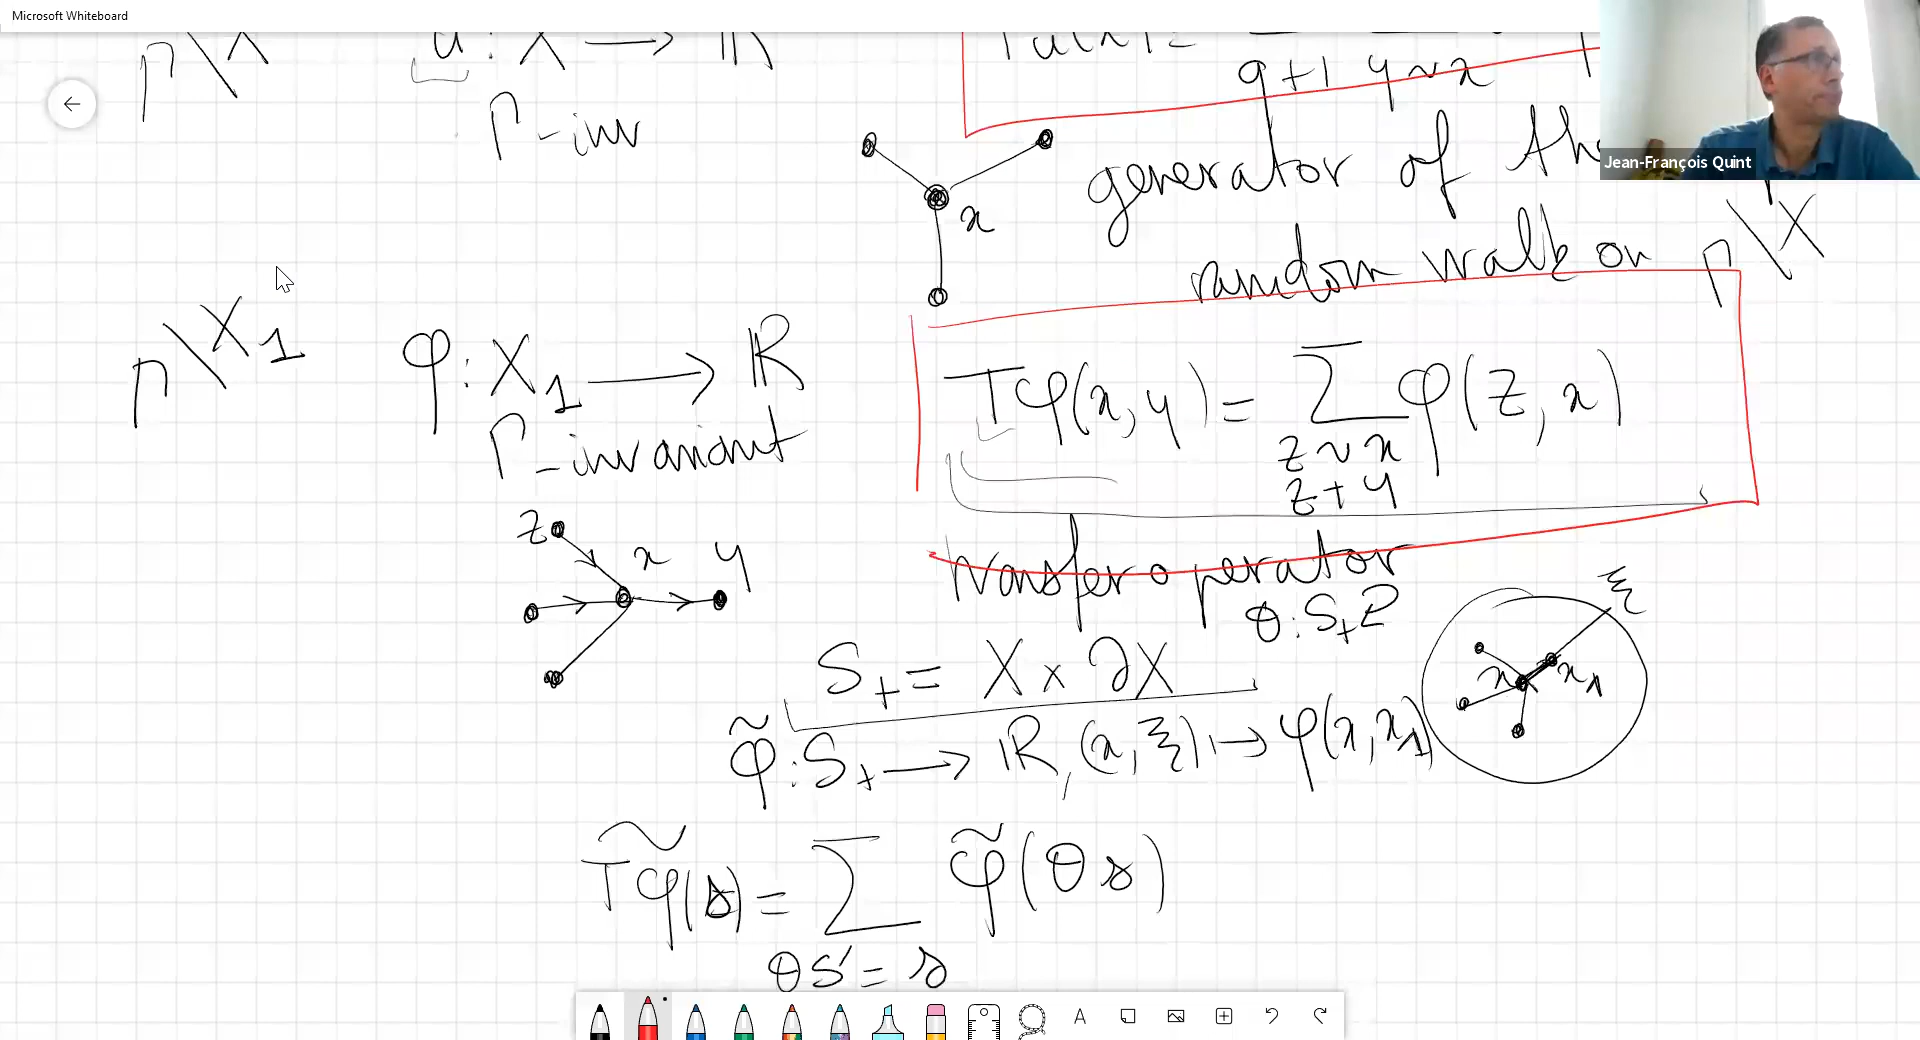 Microsoft Whiteboard
Γ\X
u : X → ℝ
Γ-inv
q+1 y~x
x
generator of the
random walk on Γ\X
Jean-François Quint
Γ\X₁
φ : X₁ → ℝ
Γ-invariant
Tφ(x,y) = Σ φ(z,x)
z~x
z≠y
z x y
transfer operator
θ : S₊↻
S₊ = X × ∂X
x x₁ ξ
φ̃ : S₊ → ℝ, (x,ξ) ↦ φ(x,x₁)
T̃φ(s) = Σ φ̃(θs)
θs' = s
A